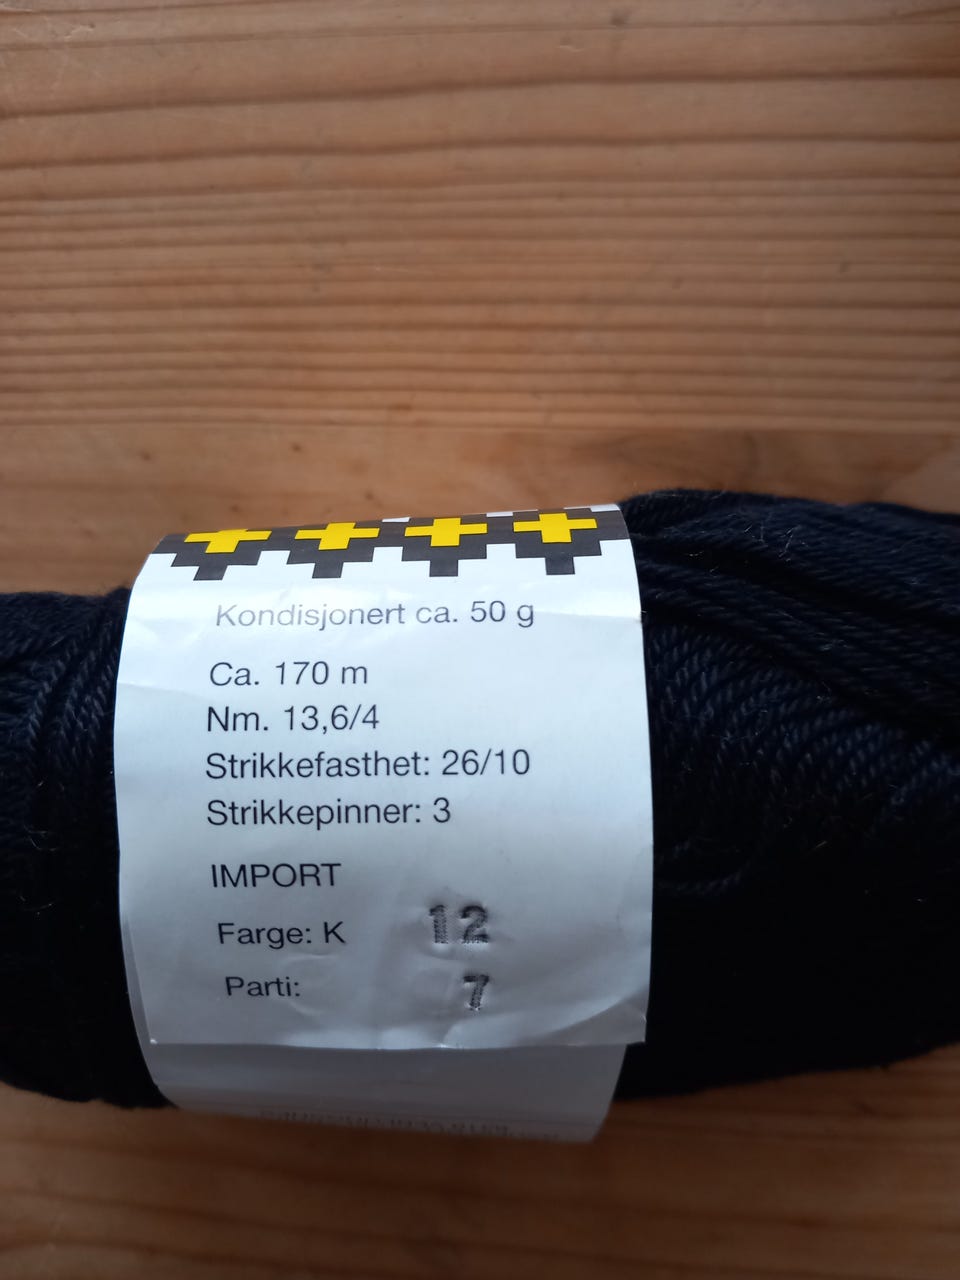 Kondisjonert ca. 50 g
Ca. 170 m
Nm. 13,6/4
Strikkefasthet: 26/10
Strikkepinner: 3
IMPORT
Farge: K 12
Parti: 7